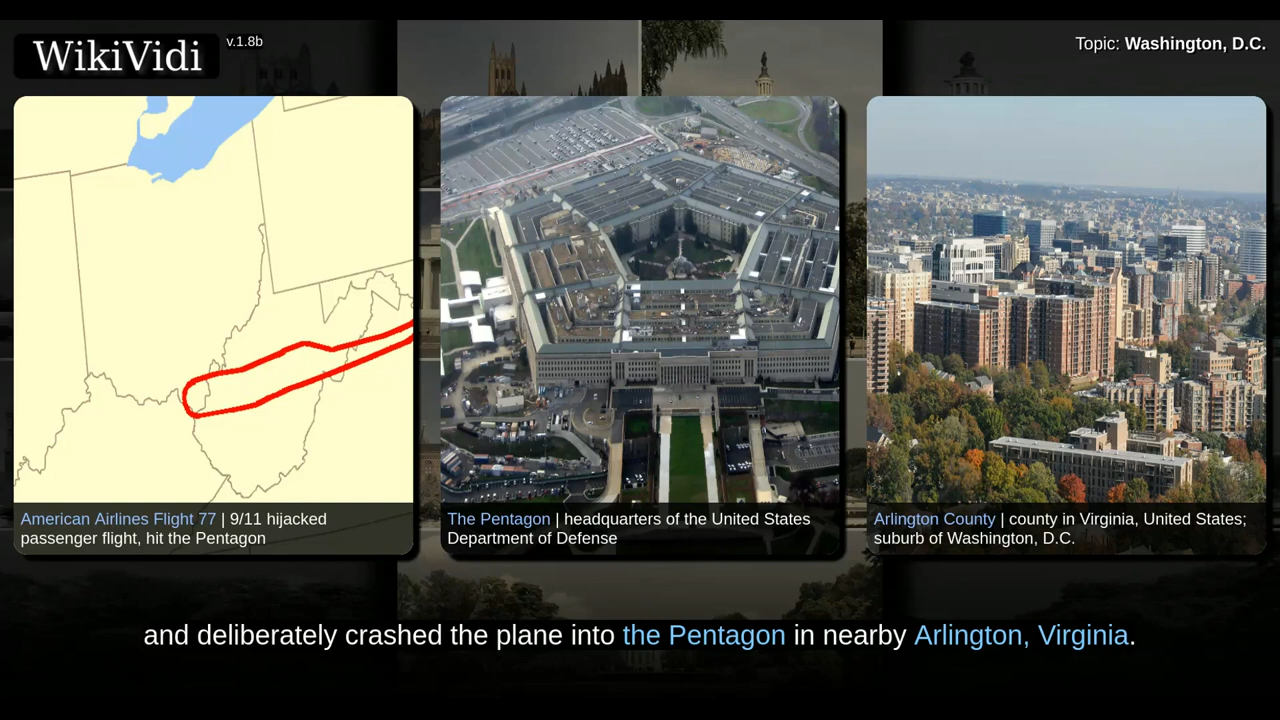 WikiVidi
v.1.8b
Topic: Washington, D.C.
American Airlines Flight 77 | 9/11 hijacked
passenger flight, hit the Pentagon
The Pentagon | headquarters of the United States
Department of Defense
Arlington County | county in Virginia, United States;
suburb of Washington, D.C.
and deliberately crashed the plane into the Pentagon in nearby Arlington, Virginia.